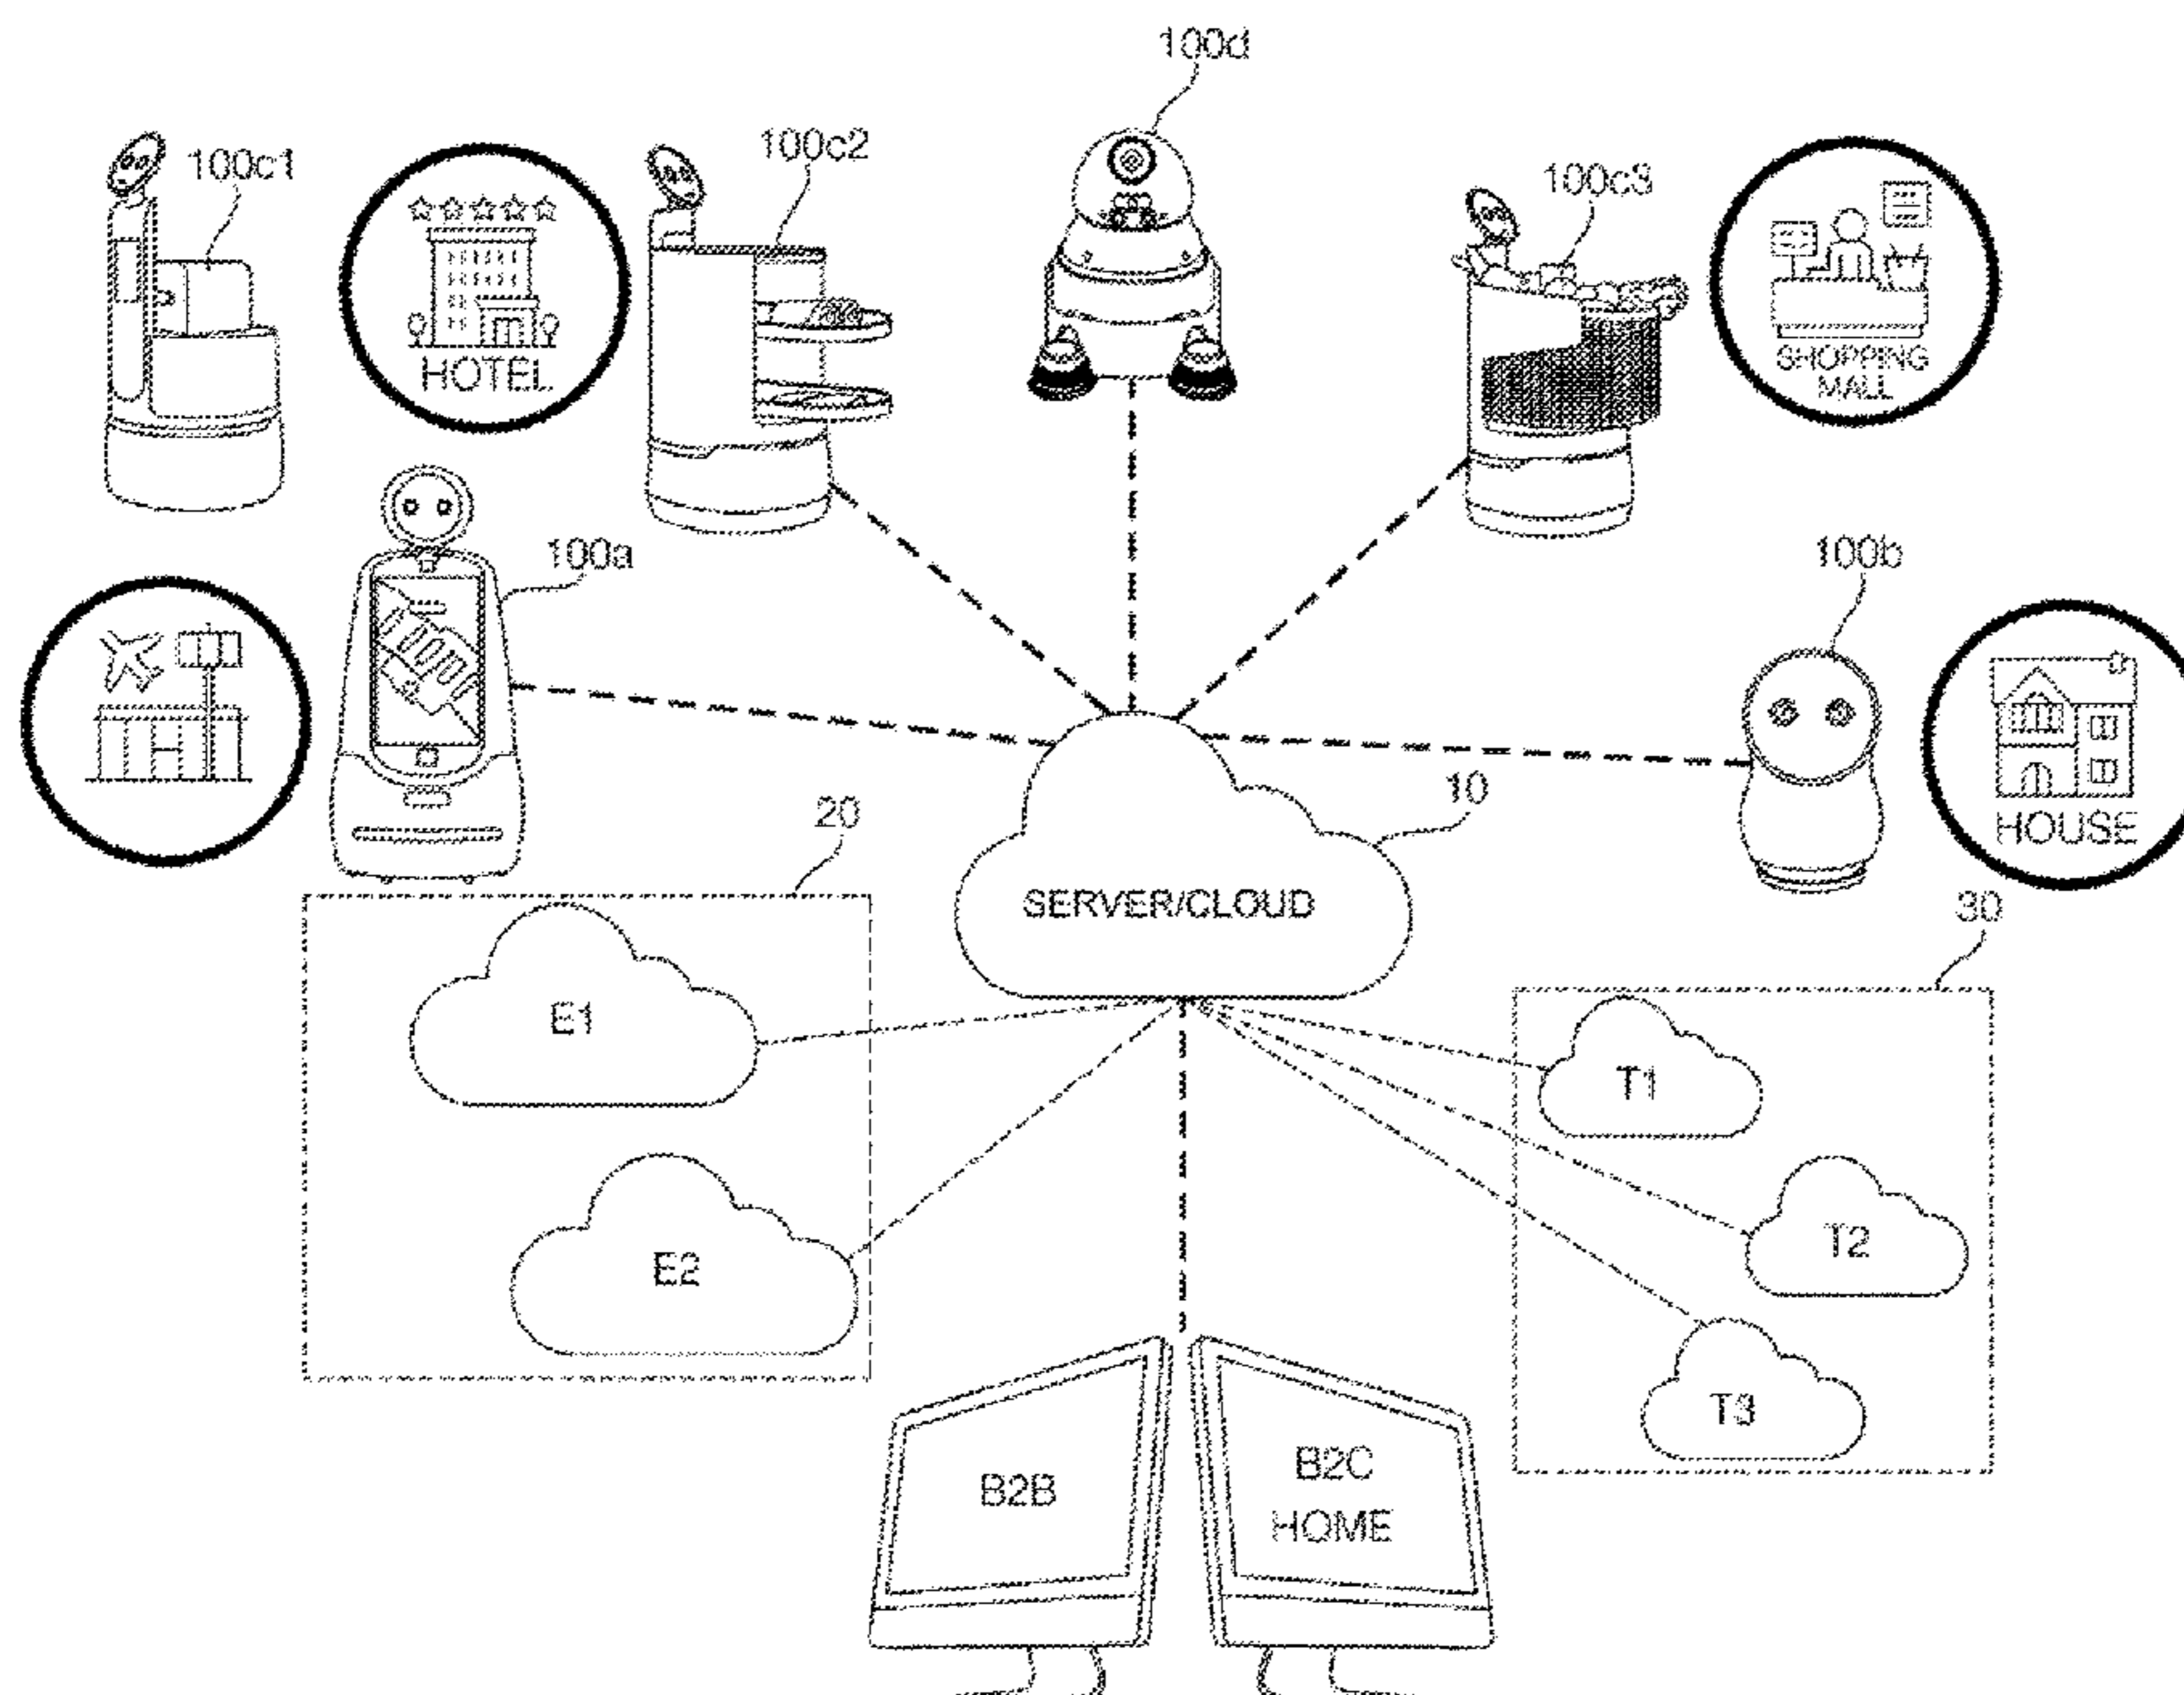 100d
100c1
100c2
100c3
HOTEL
SHOPPING
MALL
100a
100b
10
20
HOUSE
SERVER/CLOUD
30
E1
T1
T2
E2
T3
B2B
B2C
HOME